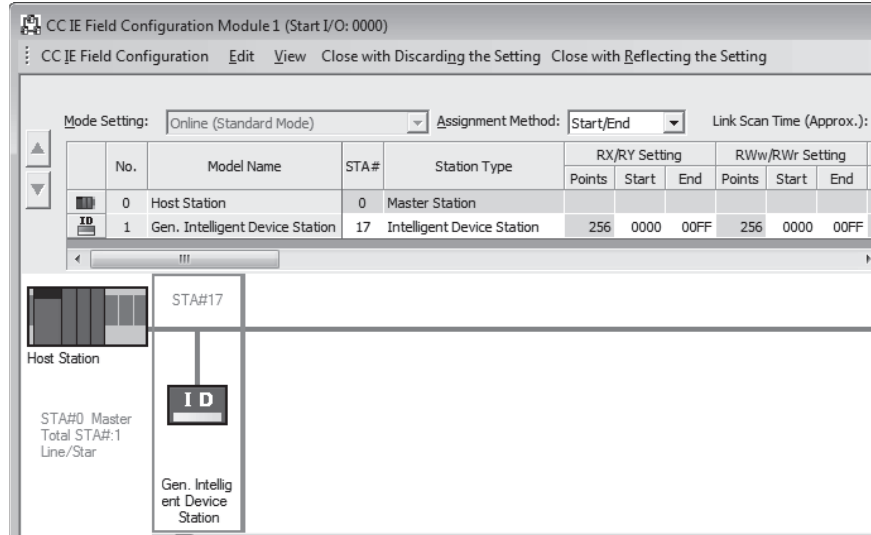 CC IE Field Configuration Module 1 (Start I/O: 0000)
CC IE Field Configuration Edit View Close with Discarding the Setting Close with Reflecting the Setting
Mode Setting: Online (Standard Mode) Assignment Method: Start/End Link Scan Time (Approx.):
No. Model Name STA# Station Type RX/RY Setting RWw/RWr Setting
Points Start End Points Start End
0 Host Station 0 Master Station
ID 1 Gen. Intelligent Device Station 17 Intelligent Device Station 256 0000 00FF 256 0000 00FF
STA#17
Host Station
ID
STA#0 Master
Total STA#:1
Line/Star
Gen. Intellig
ent Device
Station